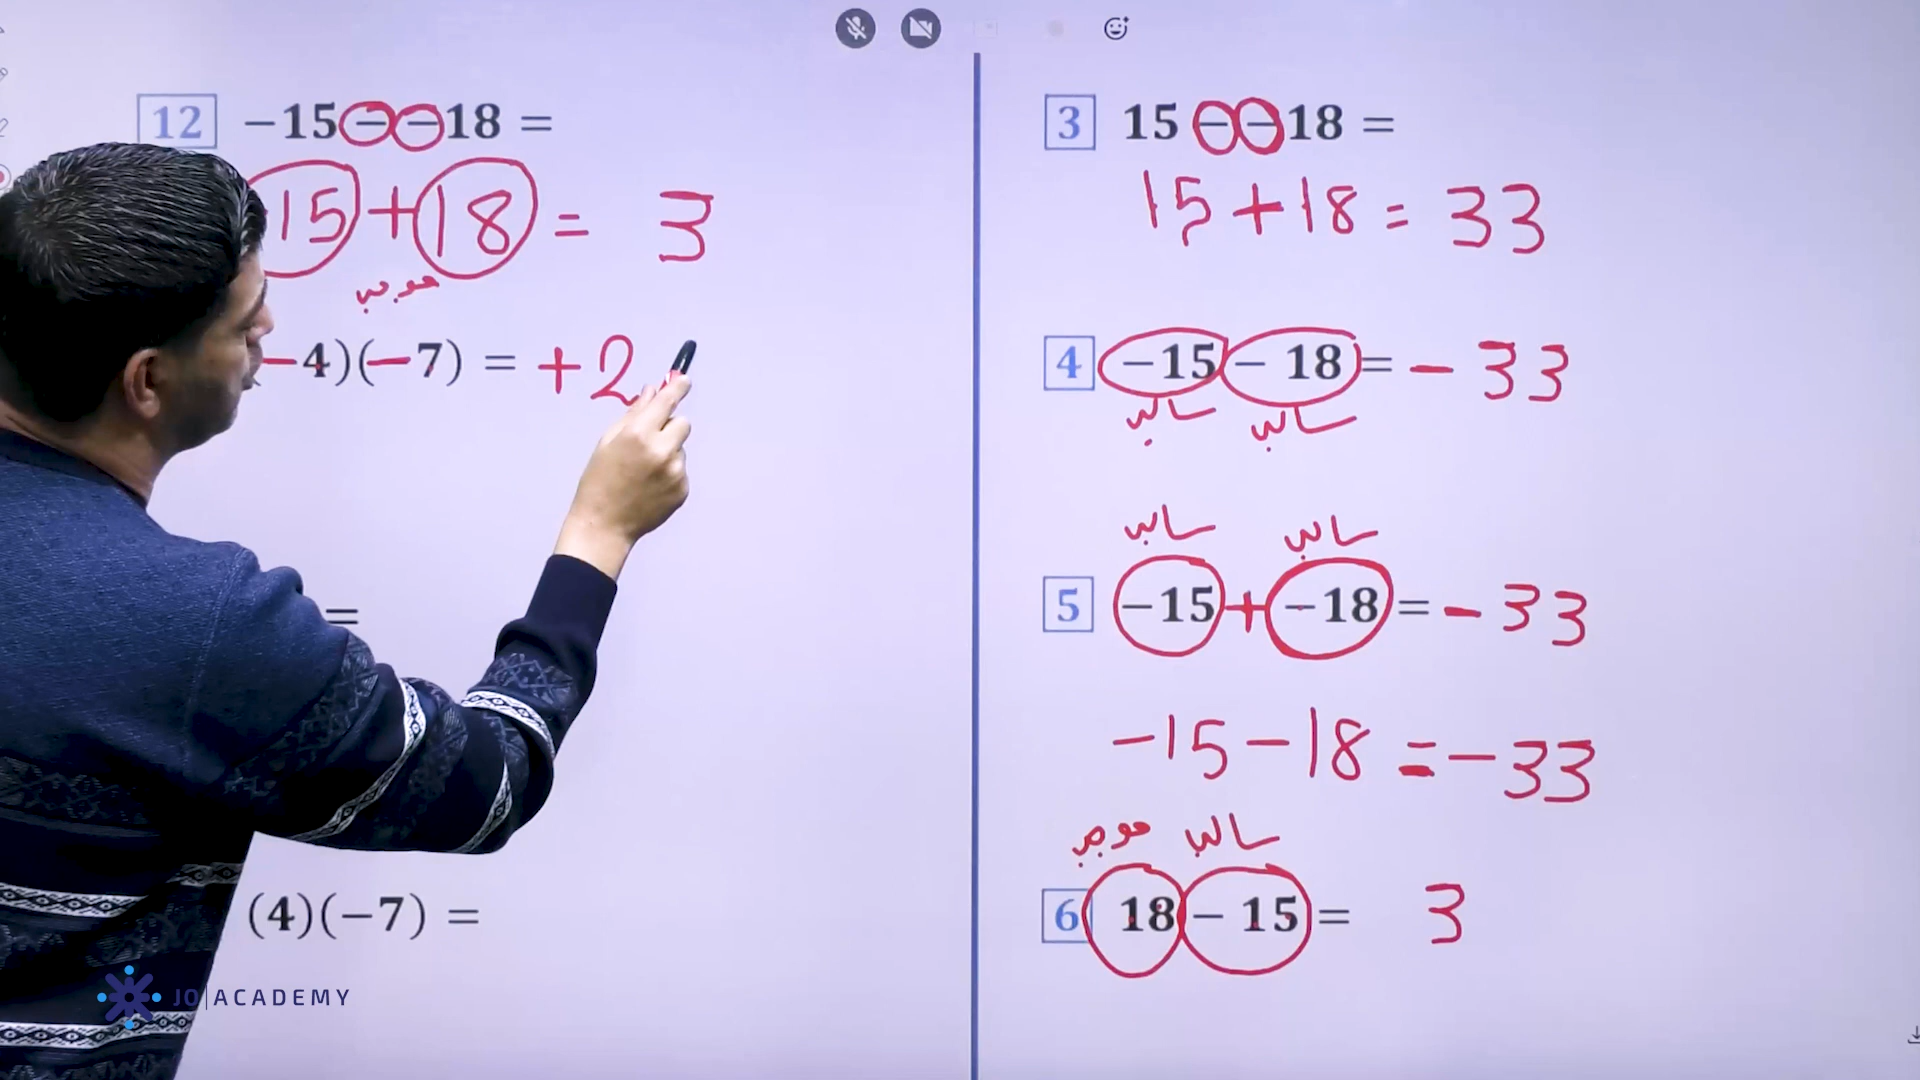 12 −15−−18 =
15 + 18 = 3
موجب
−4)(−7) = +2
=
(4)(−7) =
3 15 −−18 =
15 + 18 = 33
4 −15 − 18 = − 33
سالب سالب
سالب سالب
5 −15 + −18 = − 33
−15 − 18 = − 33
موجب سالب
6 18 − 15 = 3
JO|ACADEMY